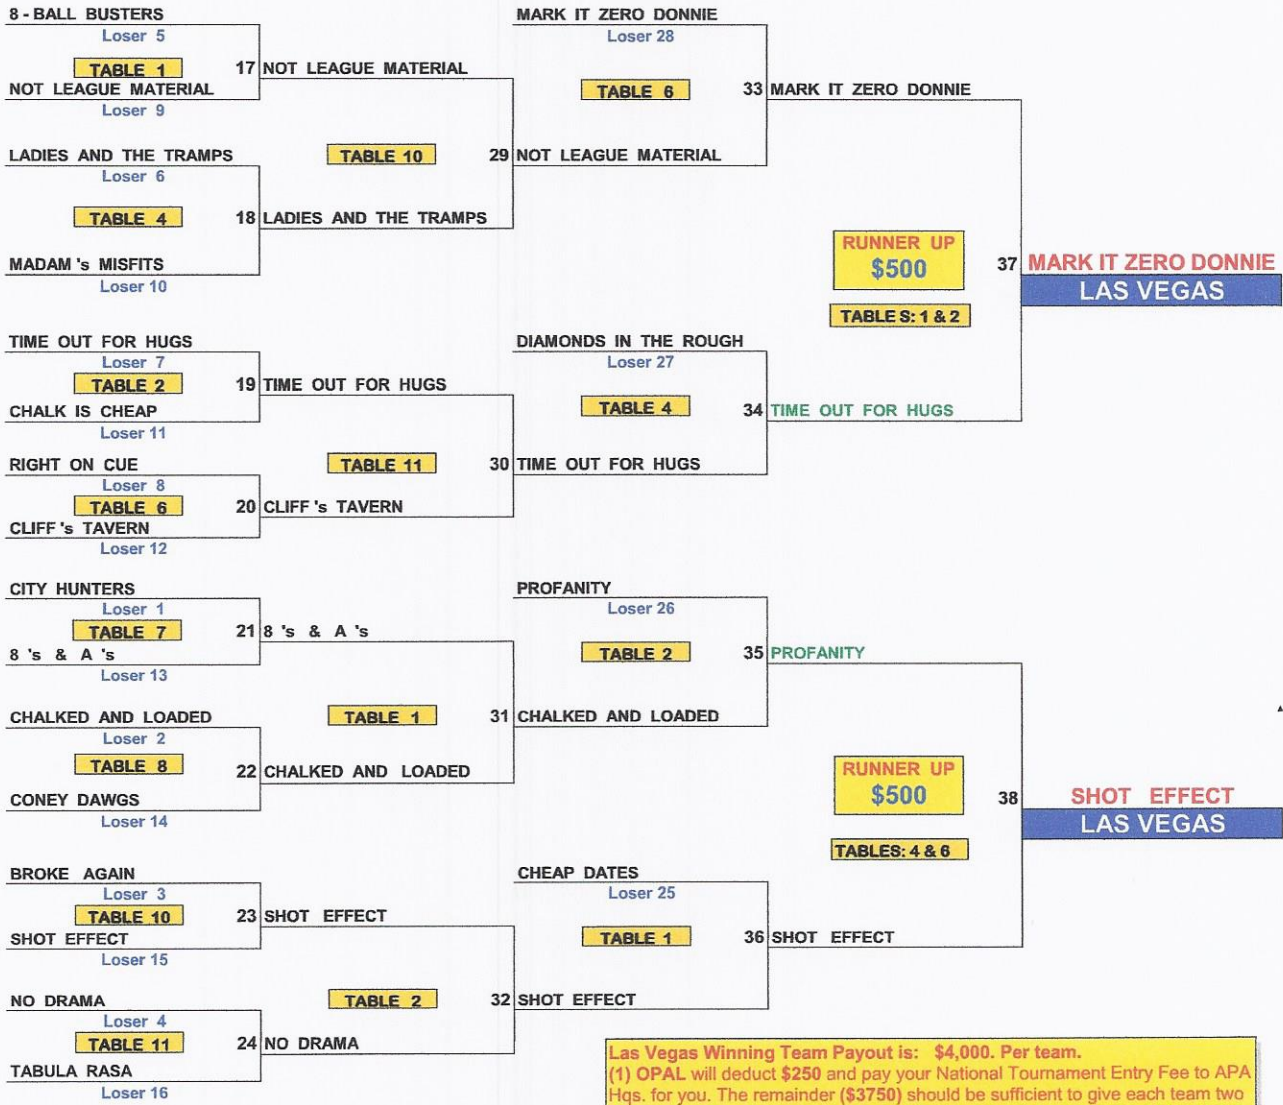 8 - BALL BUSTERS
Loser 5
TABLE 1
NOT LEAGUE MATERIAL
Loser 9
17 NOT LEAGUE MATERIAL
LADIES AND THE TRAMPS
Loser 6
TABLE 4
MADAM 's MISFITS
Loser 10
18 LADIES AND THE TRAMPS
TABLE 10
TIME OUT FOR HUGS
Loser 7
TABLE 2
CHALK IS CHEAP
Loser 11
19 TIME OUT FOR HUGS
RIGHT ON CUE
Loser 8
TABLE 6
CLIFF 's TAVERN
Loser 12
20 CLIFF 's TAVERN
TABLE 11
CITY HUNTERS
Loser 1
TABLE 7
8 's & A 's
Loser 13
21 8 's & A 's
CHALKED AND LOADED
Loser 2
TABLE 8
CONEY DAWGS
Loser 14
22 CHALKED AND LOADED
TABLE 1
BROKE AGAIN
Loser 3
TABLE 10
SHOT EFFECT
Loser 15
23 SHOT EFFECT
NO DRAMA
Loser 4
TABLE 11
TABULA RASA
Loser 16
24 NO DRAMA
TABLE 2
MARK IT ZERO DONNIE
Loser 28
TABLE 6
29 NOT LEAGUE MATERIAL
33 MARK IT ZERO DONNIE
DIAMONDS IN THE ROUGH
Loser 27
TABLE 4
30 TIME OUT FOR HUGS
34 TIME OUT FOR HUGS
RUNNER UP
$500
TABLE S: 1 & 2
37 MARK IT ZERO DONNIE
LAS VEGAS
PROFANITY
Loser 26
TABLE 2
31 CHALKED AND LOADED
35 PROFANITY
CHEAP DATES
Loser 25
TABLE 1
32 SHOT EFFECT
36 SHOT EFFECT
RUNNER UP
$500
TABLES: 4 & 6
38 SHOT EFFECT
LAS VEGAS
Las Vegas Winning Team Payout is: $4,000. Per team.
(1) OPAL will deduct $250 and pay your National Tournament Entry Fee to APA
Hqs. for you. The remainder ($3750) should be sufficient to give each team two